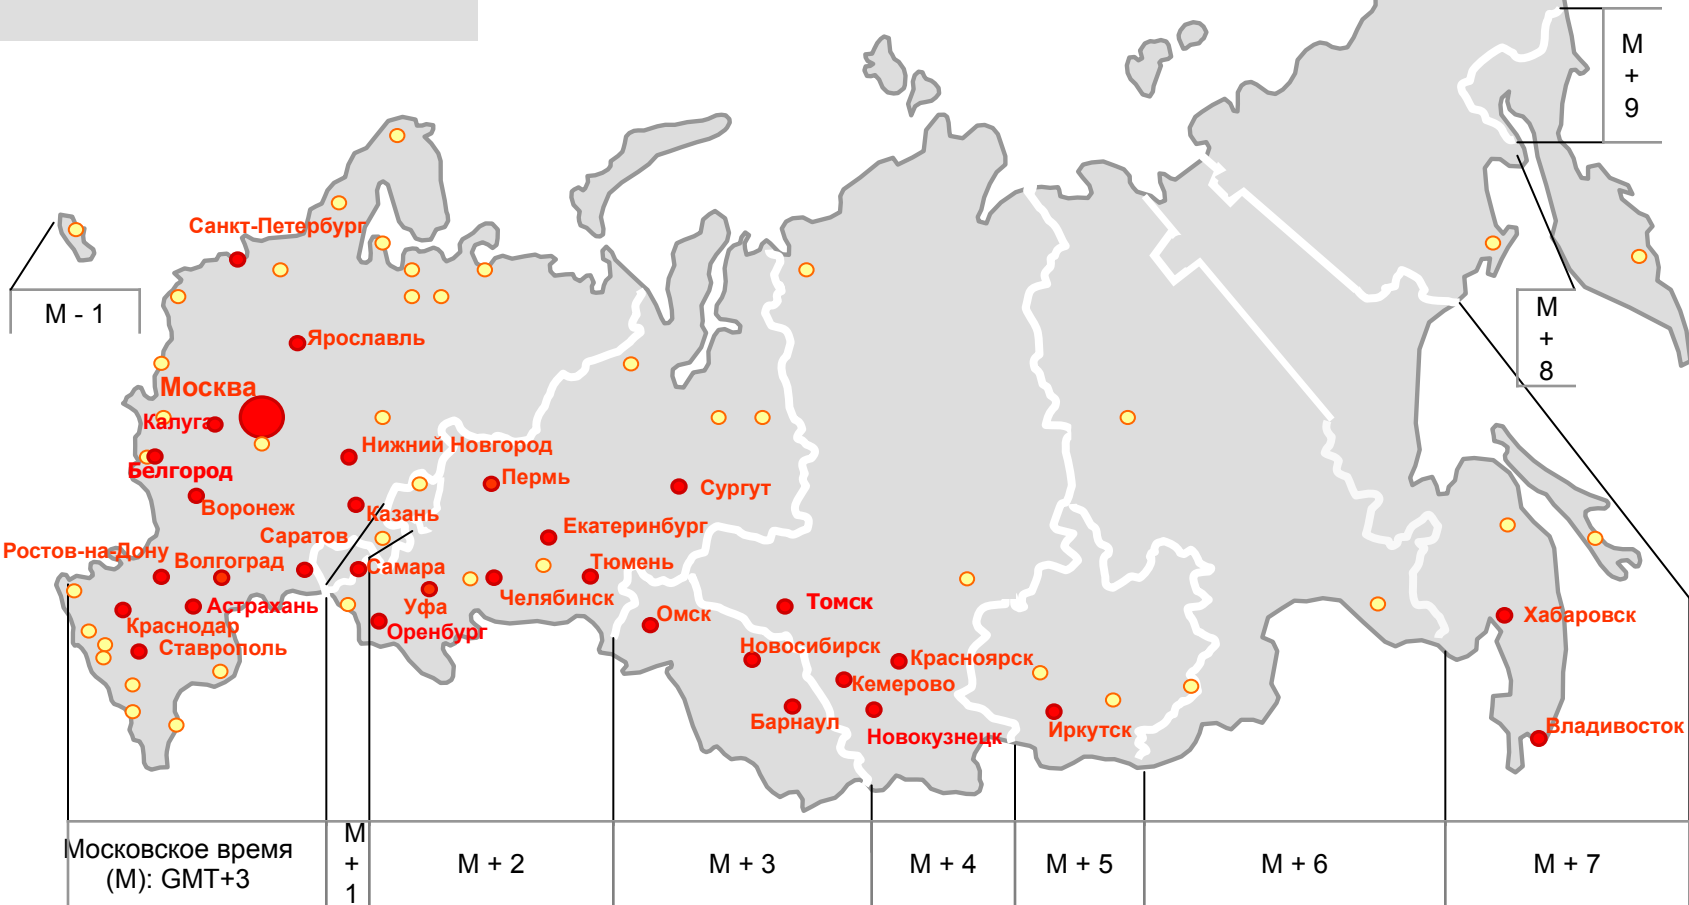 М
+
9
Санкт-Петербург
М - 1
М
+
8
Ярославль
Москва
Калуга
Нижний Новгород
Белгород
Пермь
Сургут
Воронеж
Казань
Екатеринбург
Саратов
Ростов-на-Дону
Волгоград
Самара
Тюмень
Челябинск
Уфа
Астрахань
Томск
Омск
Хабаровск
Краснодар
Оренбург
Ставрополь
Новосибирск
Красноярск
Кемерово
Барнаул
Новокузнецк
Иркутск
Владивосток
Московское время
(М): GMT+3
М
+
1
М + 2
М + 3
М + 4
М + 5
М + 6
М + 7